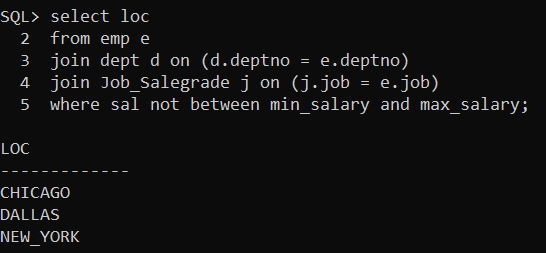 SQL> select loc
2 from emp e
3 join dept d on (d.deptno = e.deptno)
4 join Job_Salegrade j on (j.job = e.job)
5 where sal not between min_salary and max_salary;
LOC
-------------
CHICAGO
DALLAS
NEW_YORK